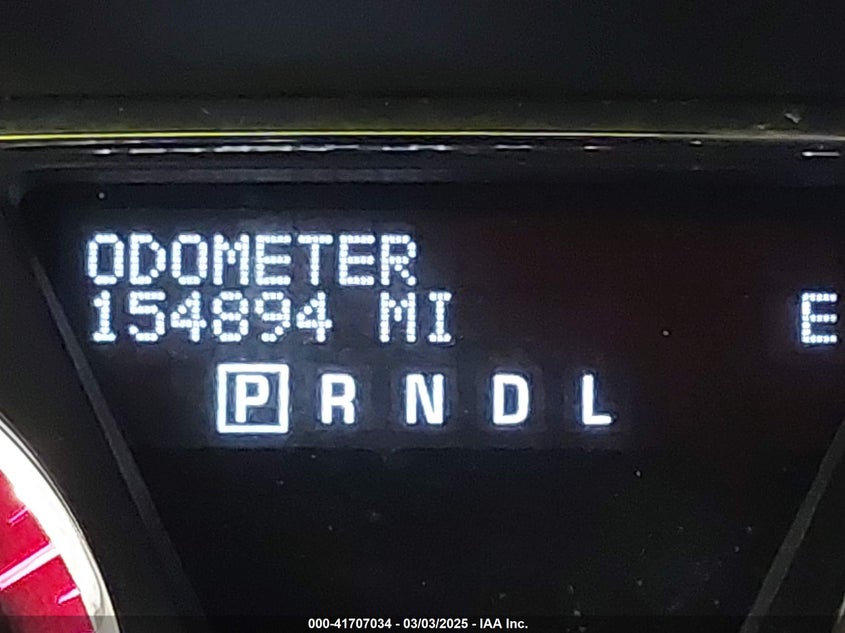 ODOMETER
154894 MI E
P R N D L
000-41707034 - 03/03/2025 - IAA Inc.